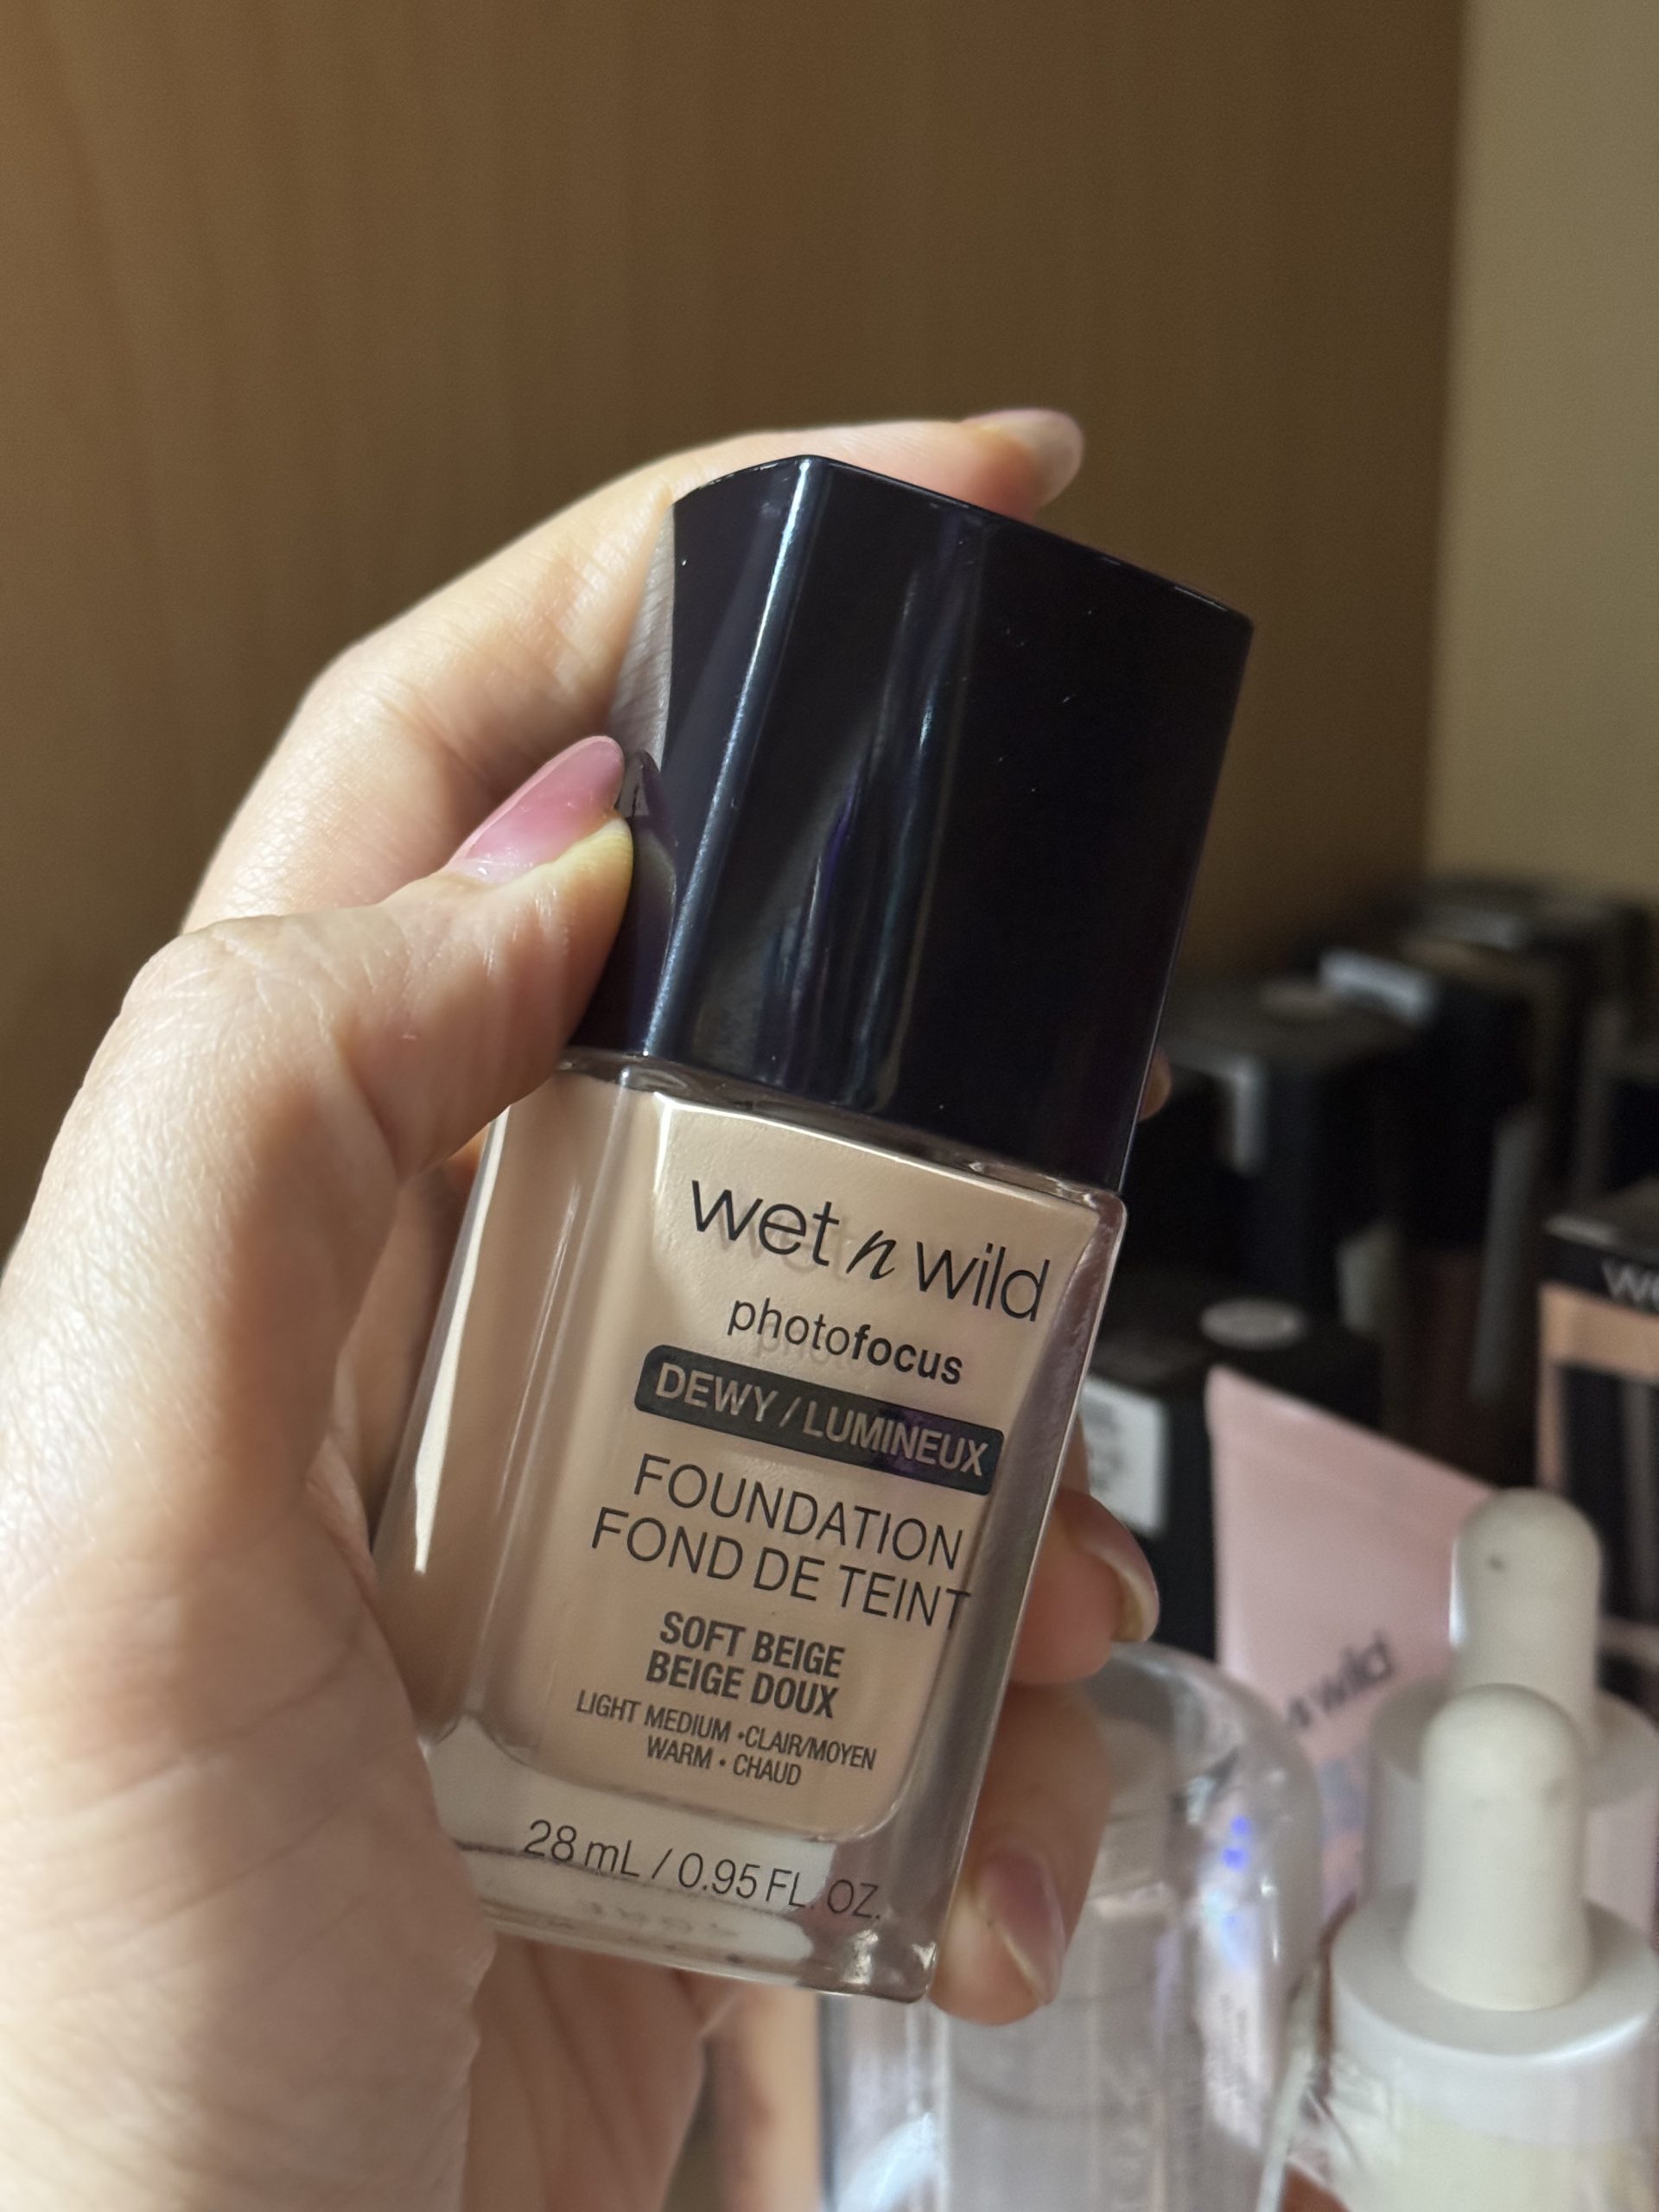 wet n wild
photofocus
DEWY / LUMINEUX
FOUNDATION
FOND DE TEINT
SOFT BEIGE
BEIGE DOUX
LIGHT MEDIUM • CLAIR/MOYEN
WARM • CHAUD
28 mL / 0.95 FL. OZ.
wild